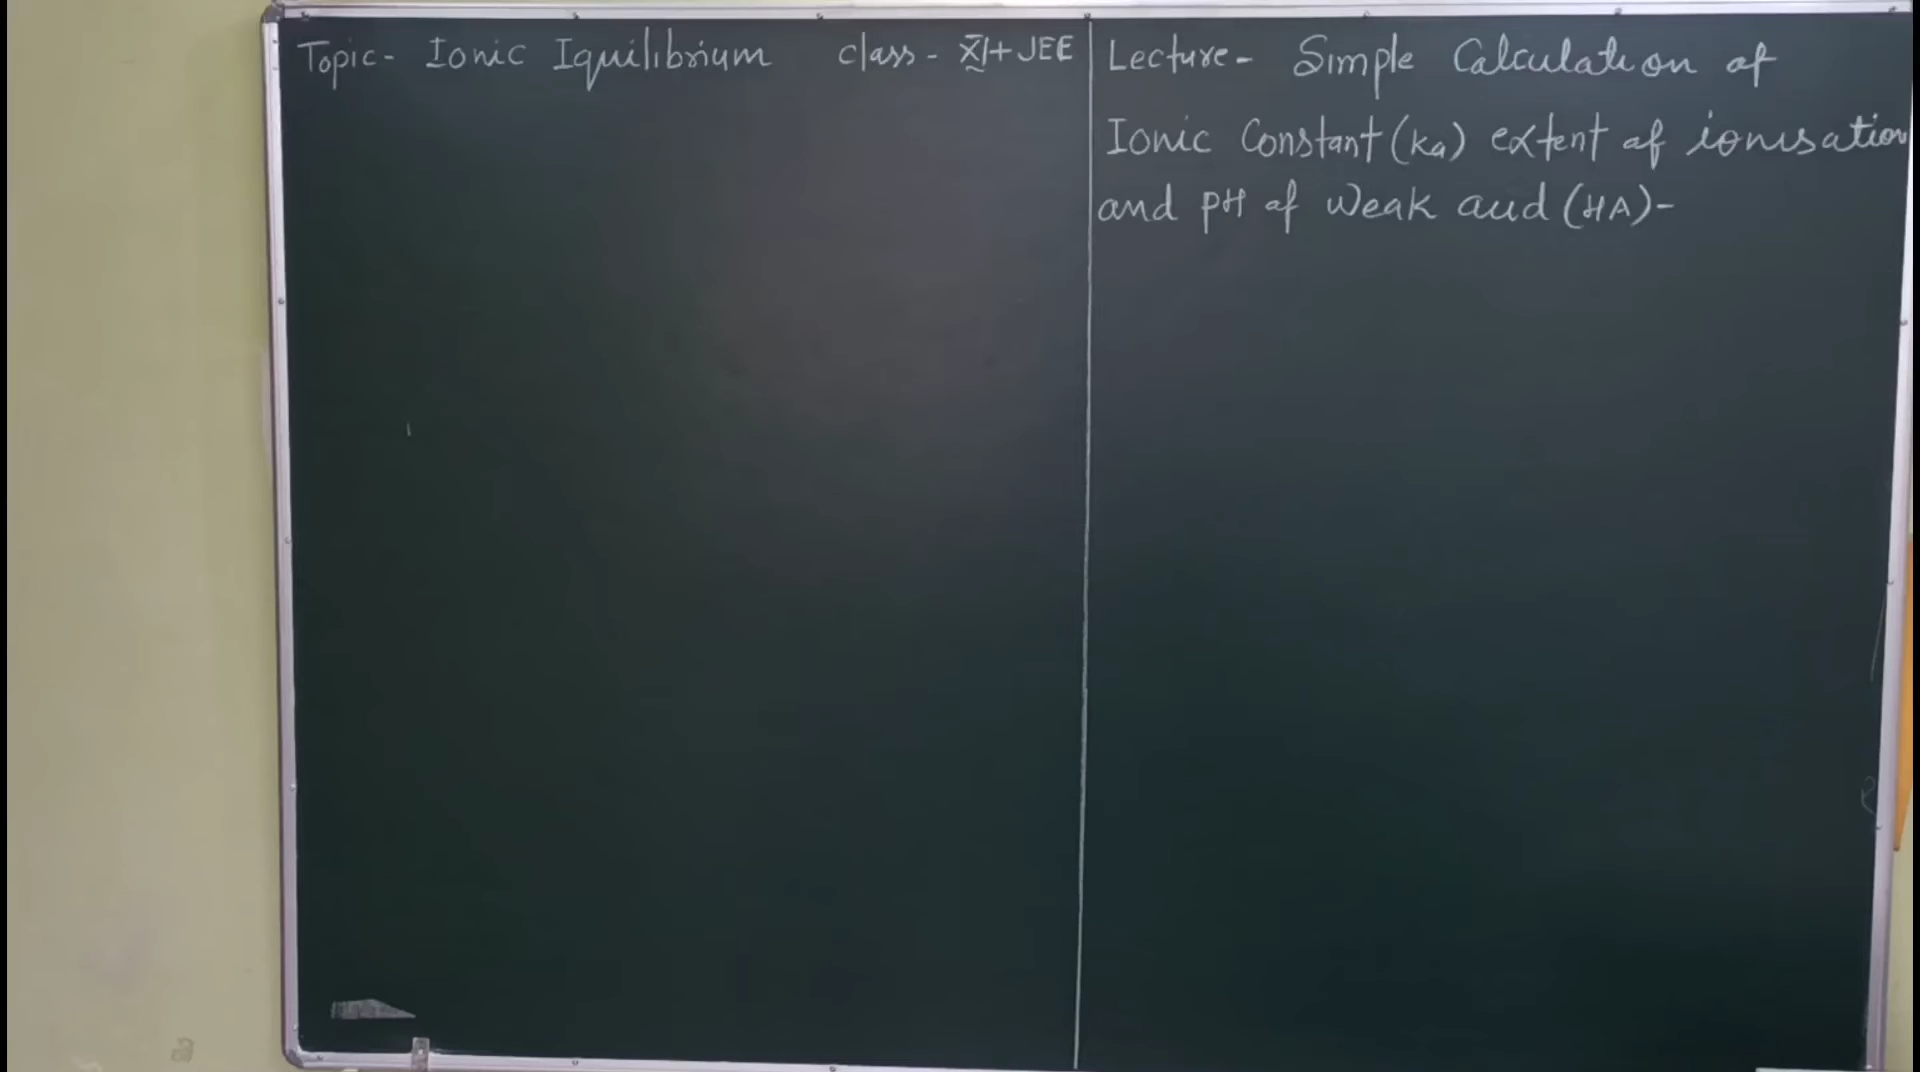 Topic- Ionic Iquilibrium class- XI+JEE
Lecture- Simple Calculation of
Ionic Constant(ka) extent of ionisation
and pH of weak acid (HA)-